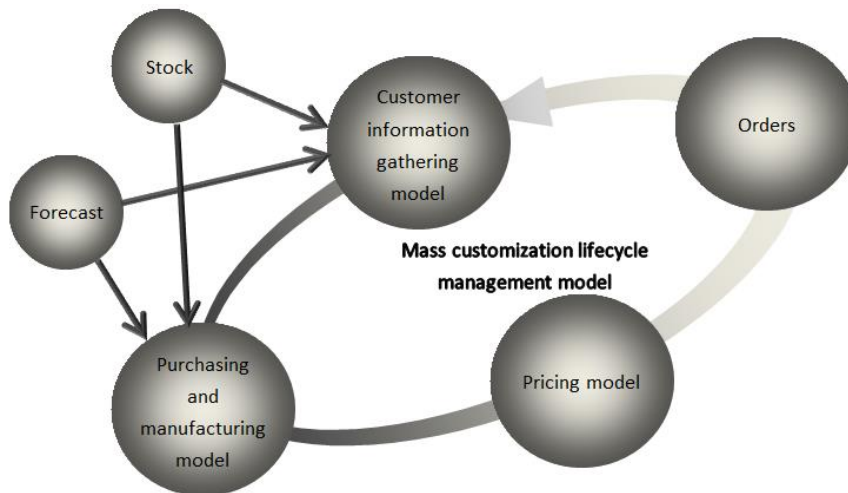 Stock
Customer
information
gathering
model
Orders
Forecast
Mass customization lifecycle
management model
Purchasing
and
manufacturing
model
Pricing model